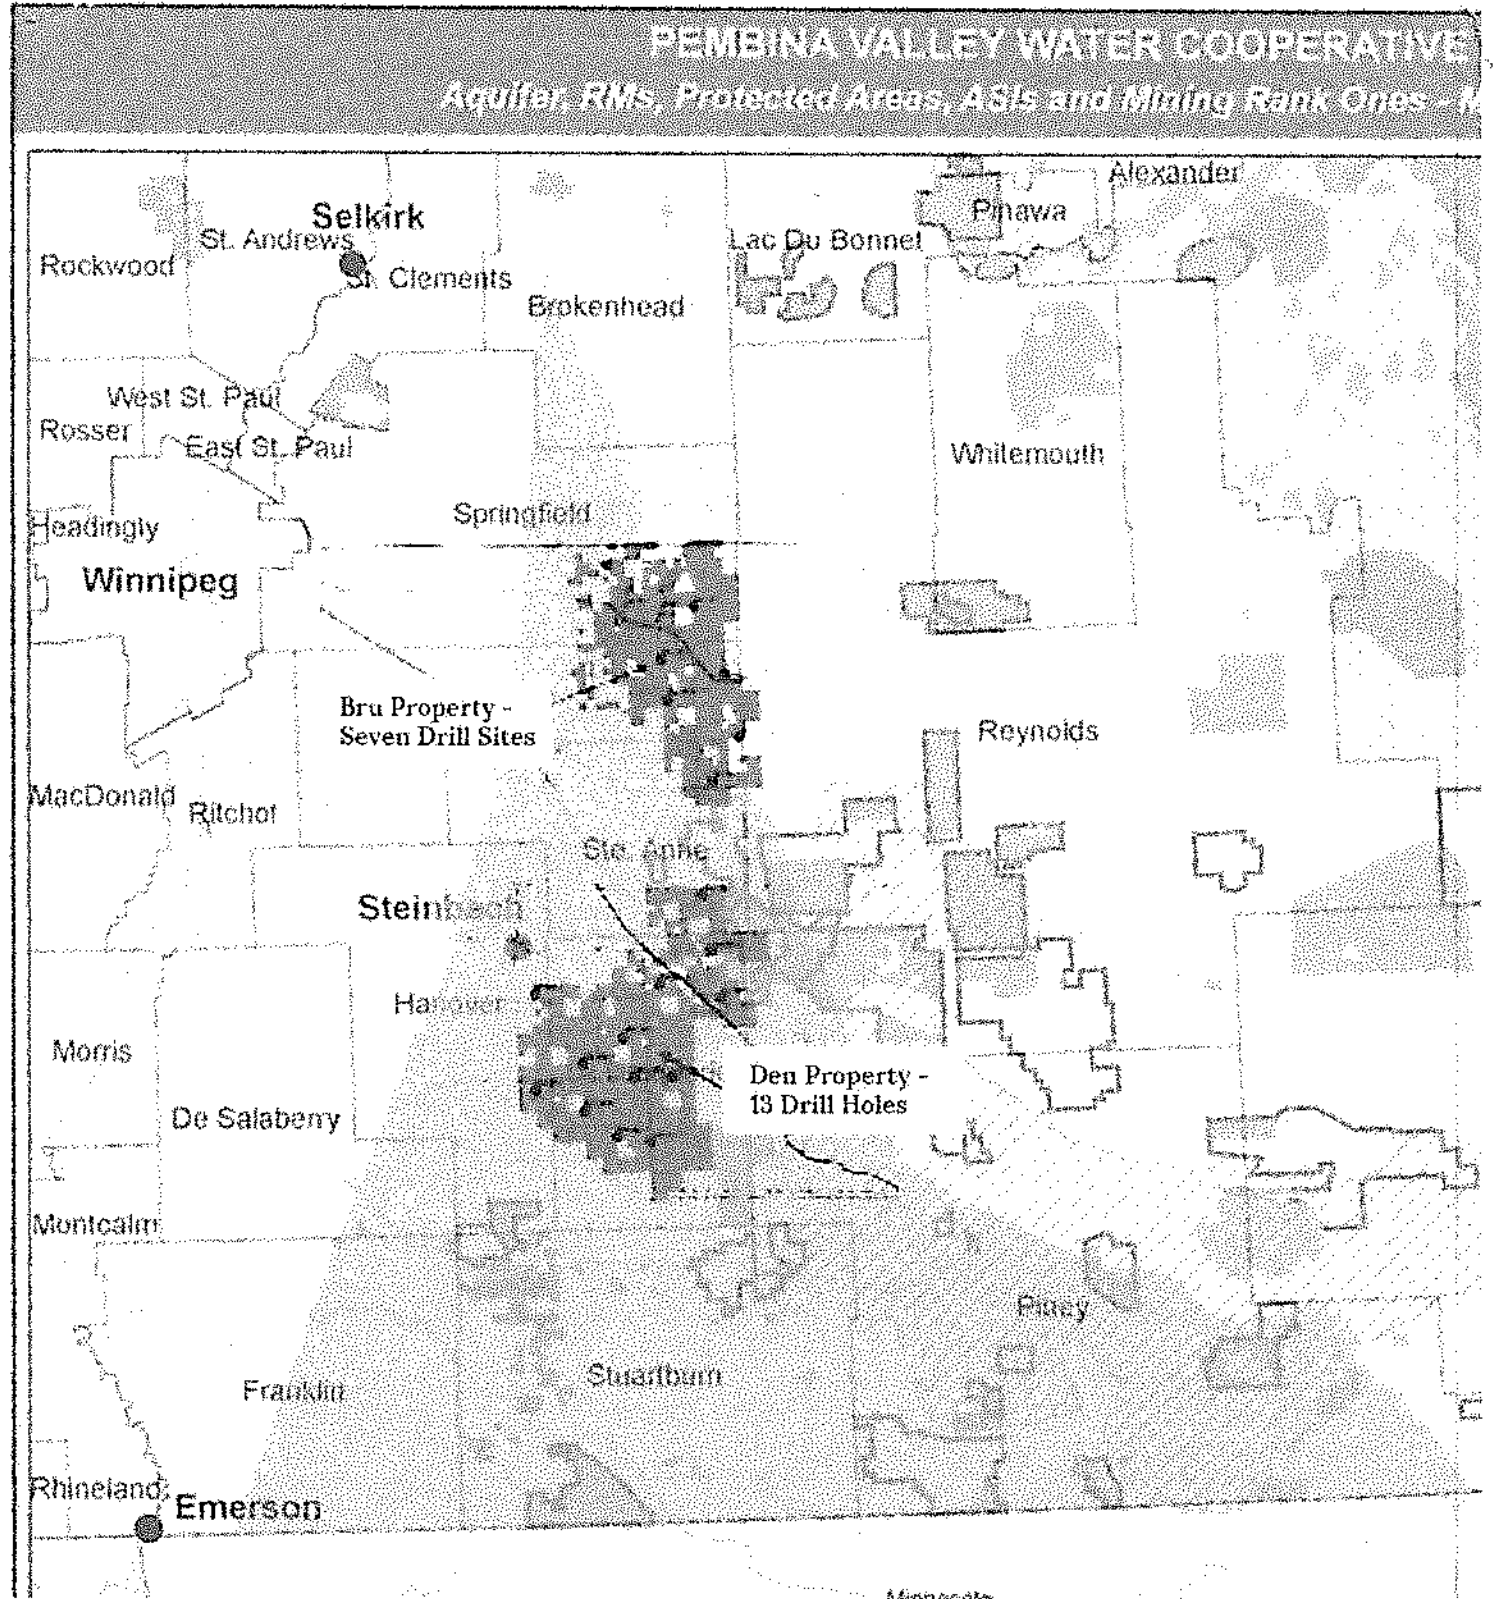 PEMBINA VALLEY WATER COOPERATIVE
Aquifer, RMs, Protected Areas, ASIs and Mining Rank Ones - M
Alexander
Pinawa
Selkirk
St. Andrews
Lac Du Bonnet
Rockwood
St. Clements
Brokenhead
West St. Paul
Rosser
East St. Paul
Whitemouth
Springfield
Headingly
Winnipeg
Bru Property -
Seven Drill Sites
Reynolds
MacDonald
Ritchot
Ste. Anne
Steinbach
Hanover
Morris
Den Property -
13 Drill Holes
De Salaberry
Montcalm
Piney
Stuartburn
Franklin
Rhineland
Emerson
Minnesota